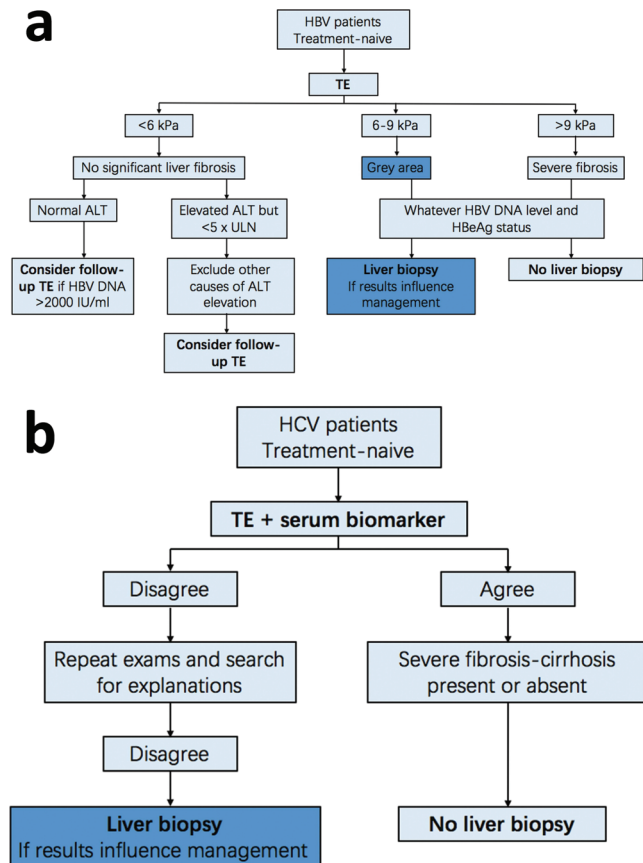 a
HBV patients
Treatment-naive
TE
<6 kPa
6-9 kPa
>9 kPa
No significant liver fibrosis
Grey area
Severe fibrosis
Normal ALT
Elevated ALT but
<5 x ULN
Whatever HBV DNA level and
HBeAg status
Consider follow-
up TE if HBV DNA
>2000 IU/ml
Exclude other
causes of ALT
elevation
Liver biopsy
If results influence
management
No liver biopsy
Consider follow-
up TE
b
HCV patients
Treatment-naive
TE + serum biomarker
Disagree
Agree
Repeat exams and search
for explanations
Severe fibrosis-cirrhosis
present or absent
Disagree
Liver biopsy
If results influence management
No liver biopsy